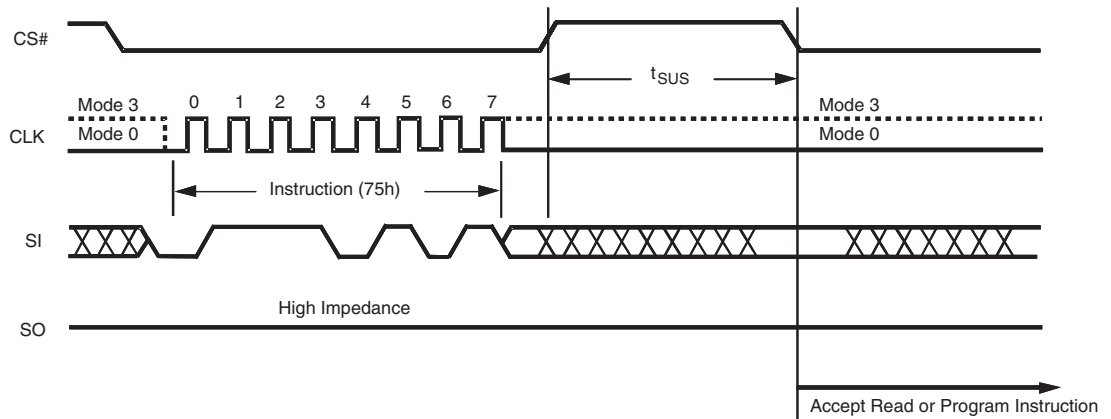 CS#
tSUS
Mode 3
0 1 2 3 4 5 6 7
Mode 3
CLK
Mode 0
Mode 0
Instruction (75h)
SI
High Impedance
SO
Accept Read or Program Instruction